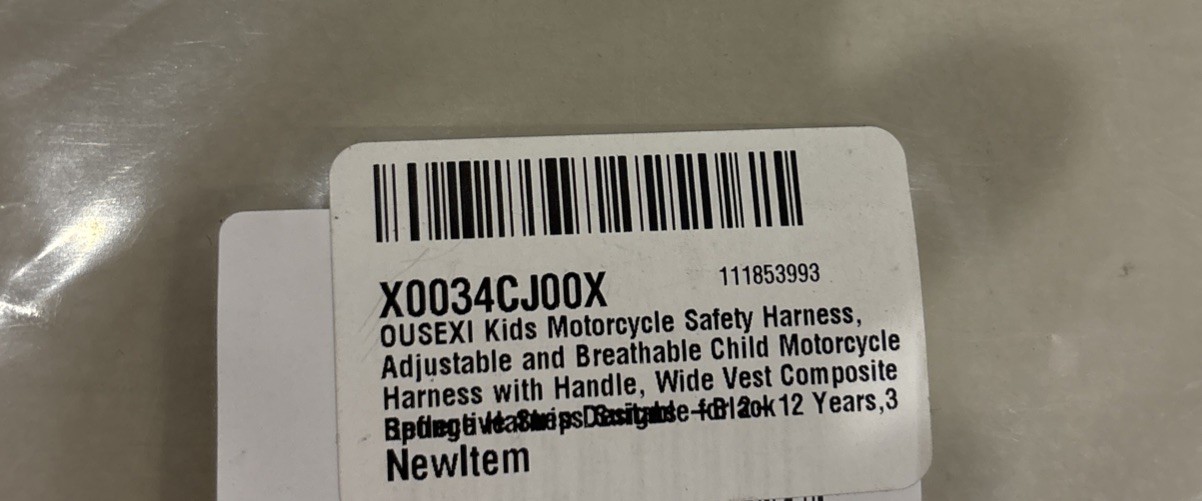 X0034CJ00X
111853993
OUSEXI Kids Motorcycle Safety Harness,
Adjustable and Breathable Child Motorcycle
Harness with Handle, Wide Vest Composite
12 Years,3
NewItem